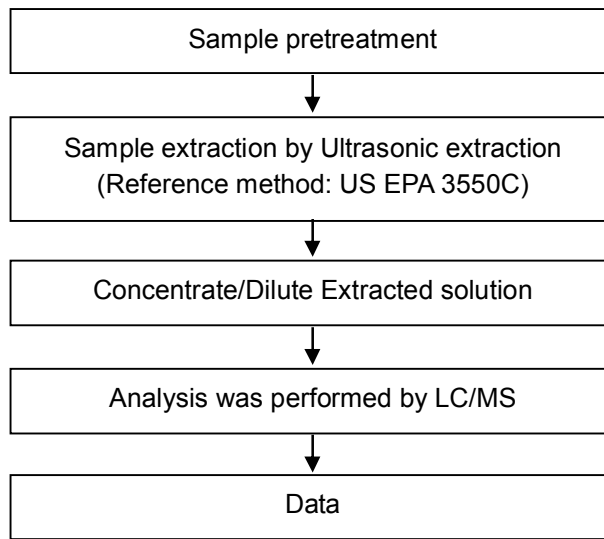 Sample pretreatment
Sample extraction by Ultrasonic extraction
(Reference method: US EPA 3550C)
Concentrate/Dilute Extracted solution
Analysis was performed by LC/MS
Data